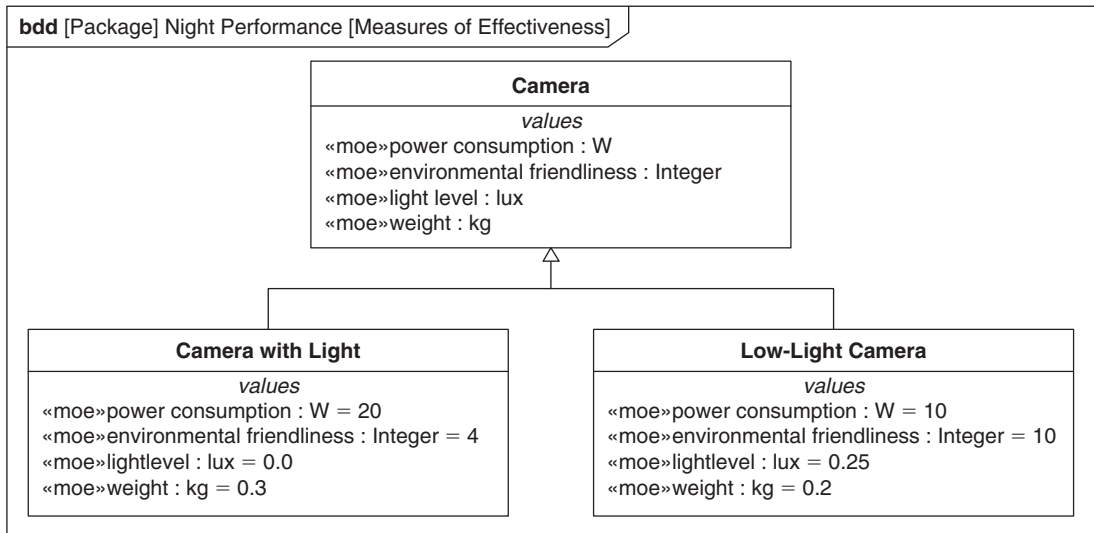 bdd [Package] Night Performance [Measures of Effectiveness]
Camera
values
«moe»power consumption : W
«moe»environmental friendliness : Integer
«moe»light level : lux
«moe»weight : kg
Camera with Light
values
«moe»power consumption : W = 20
«moe»environmental friendliness : Integer = 4
«moe»lightlevel : lux = 0.0
«moe»weight : kg = 0.3
Low-Light Camera
values
«moe»power consumption : W = 10
«moe»environmental friendliness : Integer = 10
«moe»lightlevel : lux = 0.25
«moe»weight : kg = 0.2